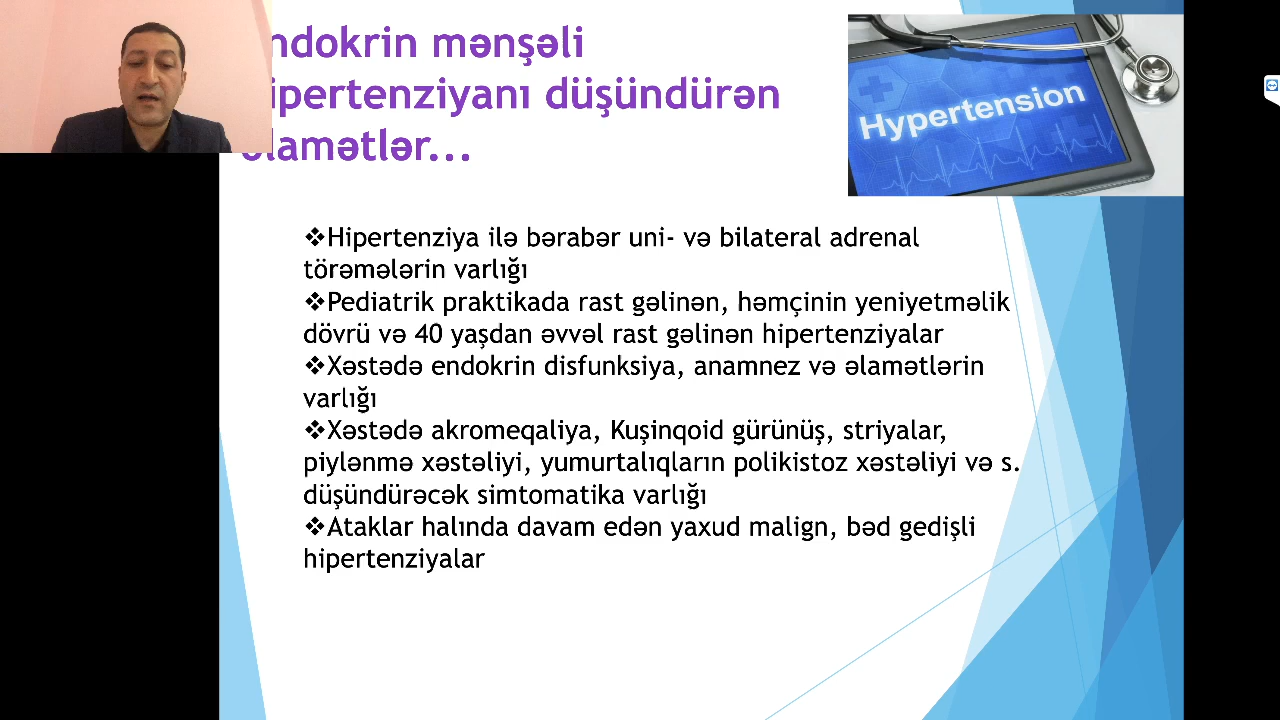 ndokrin mənşəli
ipertenziyanı düşündürən
əlamətlər...
Hypertension
❖Hipertenziya ilə bərabər uni- və bilateral adrenal
törəmələrin varlığı
❖Pediatrik praktikada rast gəlinən, həmçinin yeniyetməlik
dövrü və 40 yaşdan əvvəl rast gəlinən hipertenziyalar
❖Xəstədə endokrin disfunksiya, anamnez və əlamətlərin
varlığı
❖Xəstədə akromeqaliya, Kuşinqoid gürünüş, striyalar,
piylənmə xəstəliyi, yumurtalıqların polikistoz xəstəliyi və s.
düşündürəcək simtomatika varlığı
❖Ataklar halında davam edən yaxud malign, bəd gedişli
hipertenziyalar